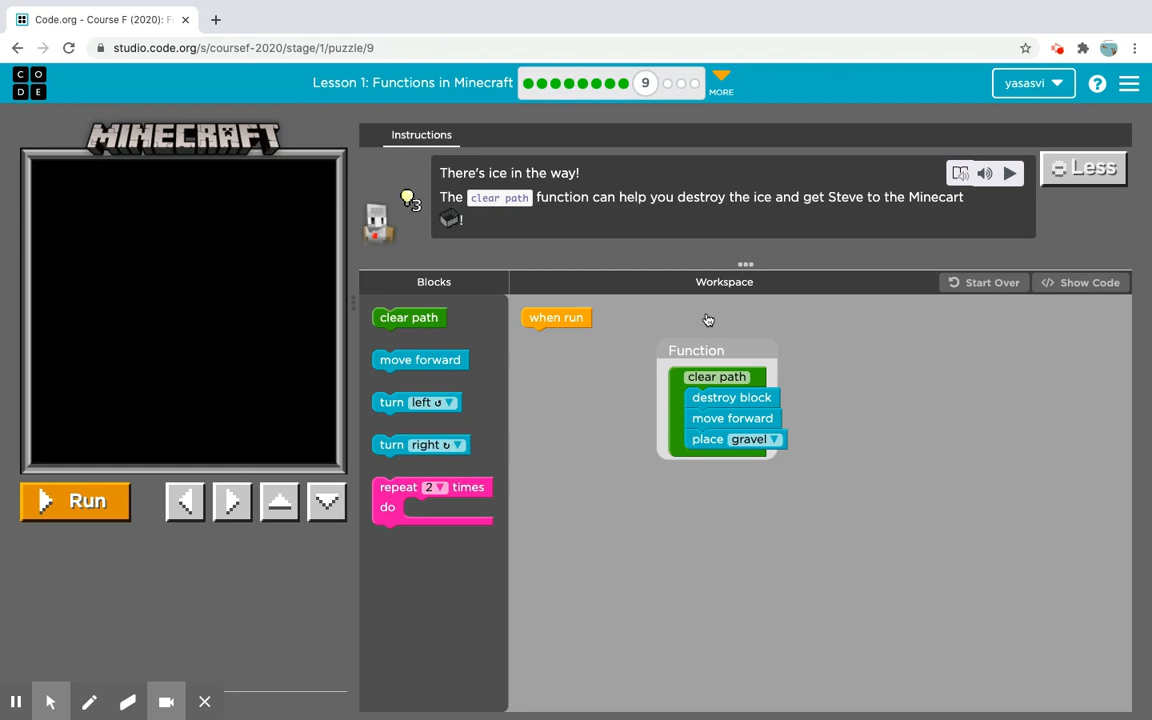 Code.org - Course F (2020): F
studio.code.org/s/coursef-2020/stage/1/puzzle/9
C O
D E
Lesson 1: Functions in Minecraft
9
MORE
yasasvi
MINECRAFT
Instructions
There's ice in the way!
Less
3
The clear path function can help you destroy the ice and get Steve to the Minecart
!
Blocks
Workspace
Start Over
</> Show Code
clear path
when run
Function
move forward
clear path
destroy block
turn left
move forward
place gravel
turn right
repeat 2 times
do
Run